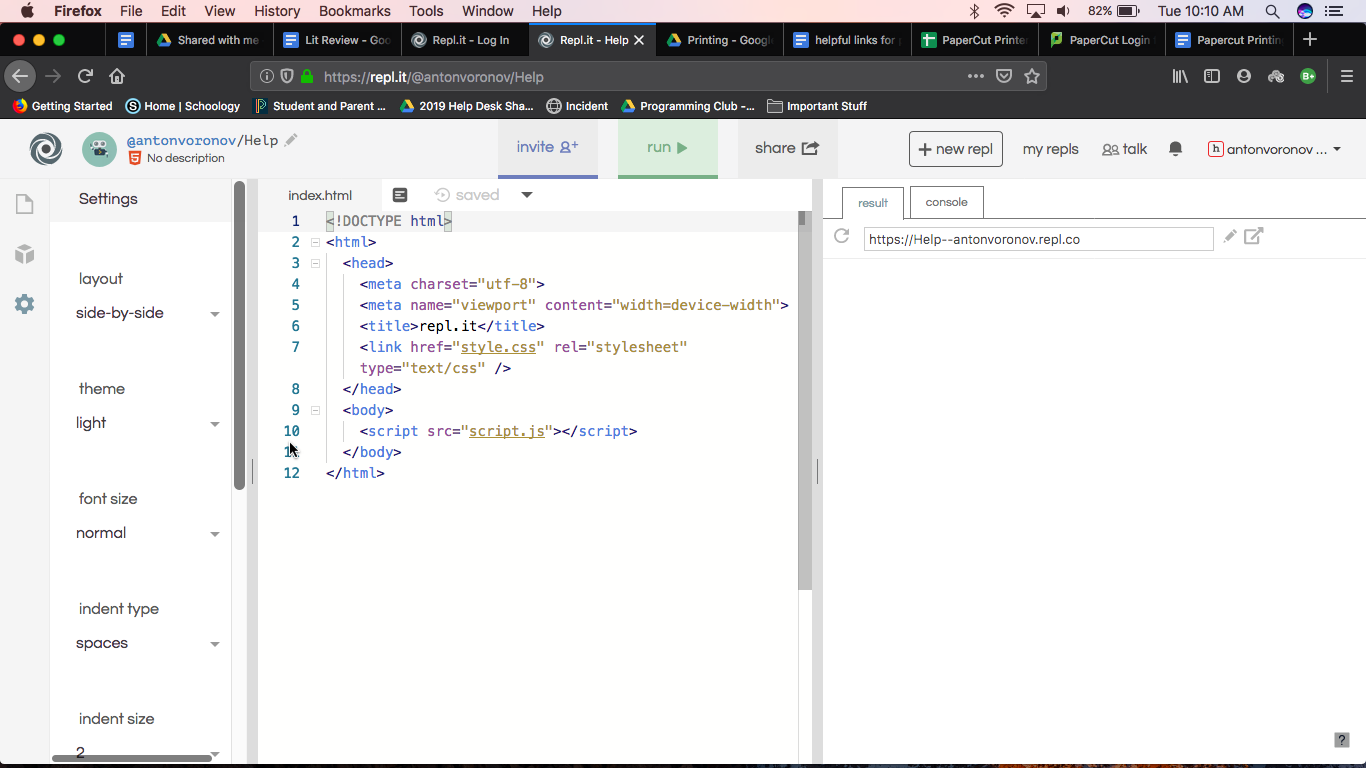 Firefox File Edit View History Bookmarks Tools Window Help 82% Tue 10:10 AM
Shared with me Lit Review - Goo Repl.it - Log In Repl.it - Help Printing - Google helpful links for PaperCut Printe PaperCut Login Papercut Printin
https://repl.it/@antonvoronov/Help
Getting Started Home | Schoology Student and Parent ... 2019 Help Desk Sha... Incident Programming Club -... Important Stuff
@antonvoronov/Help
No description
invite
run
share
+ new repl
my repls
talk
h antonvoronov ...
Settings
layout
side-by-side
theme
light
font size
normal
indent type
spaces
indent size
2
index.html
saved
1 <!DOCTYPE html>
2 <html>
3 <head>
4 <meta charset="utf-8">
5 <meta name="viewport" content="width=device-width">
6 <title>repl.it</title>
7 <link href="style.css" rel="stylesheet"
type="text/css" />
8 </head>
9 <body>
10 <script src="script.js"></script>
</body>
12 </html>
result
console
https://Help--antonvoronov.repl.co
?